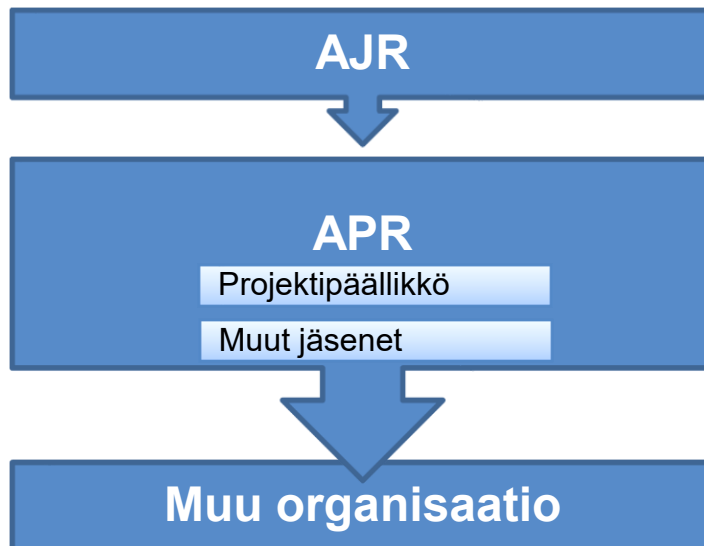 AJR
APR
Projektipäällikkö
Muut jäsenet
Muu organisaatio